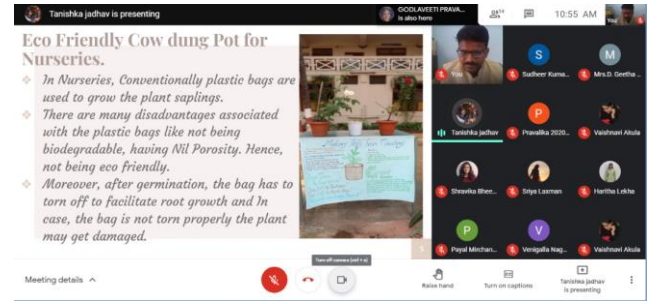 Tanishka jadhav is presenting
GODLAVEETI PRAVA...
is also here
10:55 AM
You
Eco Friendly Cow dung Pot for
Nurseries.
In Nurseries, Conventionally plastic bags are
used to grow the plant saplings.
There are many disadvantages associated
with the plastic bags like not being
biodegradable, having Nil Porosity. Hence,
not being eco friendly.
Moreover, after germination, the bag has to
torn off to facilitate root growth and In
case, the bag is not torn properly the plant
may get damaged.
S
M
You
Sudheer Kuma...
Mrs.D. Geetha ...
P
Tanishka jadhav
Pravalika 2020...
Vaishnavi Akula
Shravika Bhee...
Sriya Laxman
Haritha Lekha
P
V
Payal Mirchan...
Venigalla Nag...
Vaishnavi Akula
Turn off camera (ctrl + e)
Meeting details
Raise hand
Turn on captions
Tanishka jadhav
is presenting